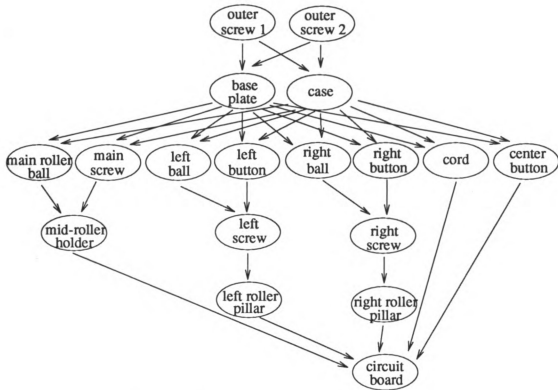 outer
screw 1
outer
screw 2
base
plate
case
main roller
ball
main
screw
left
ball
left
button
right
ball
right
button
cord
center
button
mid-roller
holder
left
screw
right
screw
left roller
pillar
right roller
pillar
circuit
board